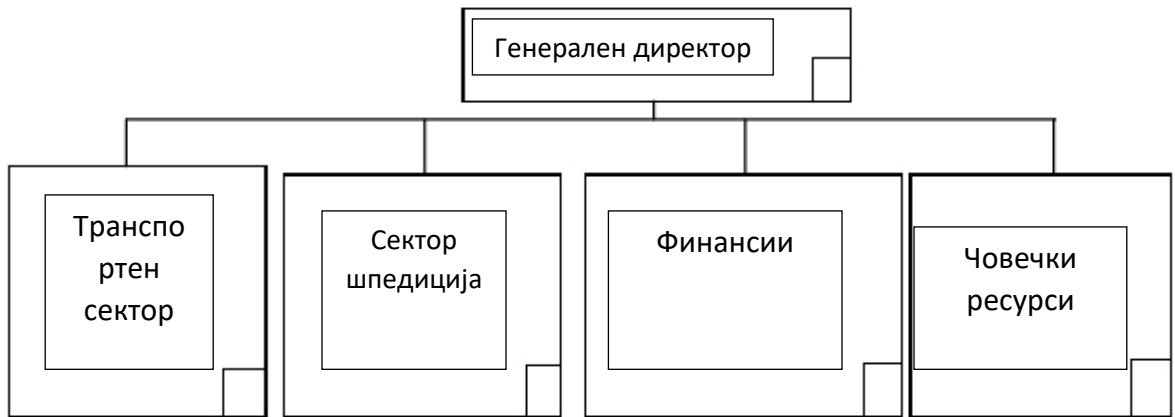 Генерален директор
Транспо
ртен
сектор
Сектор
шпедиција
Финансии
Човечки
ресурси